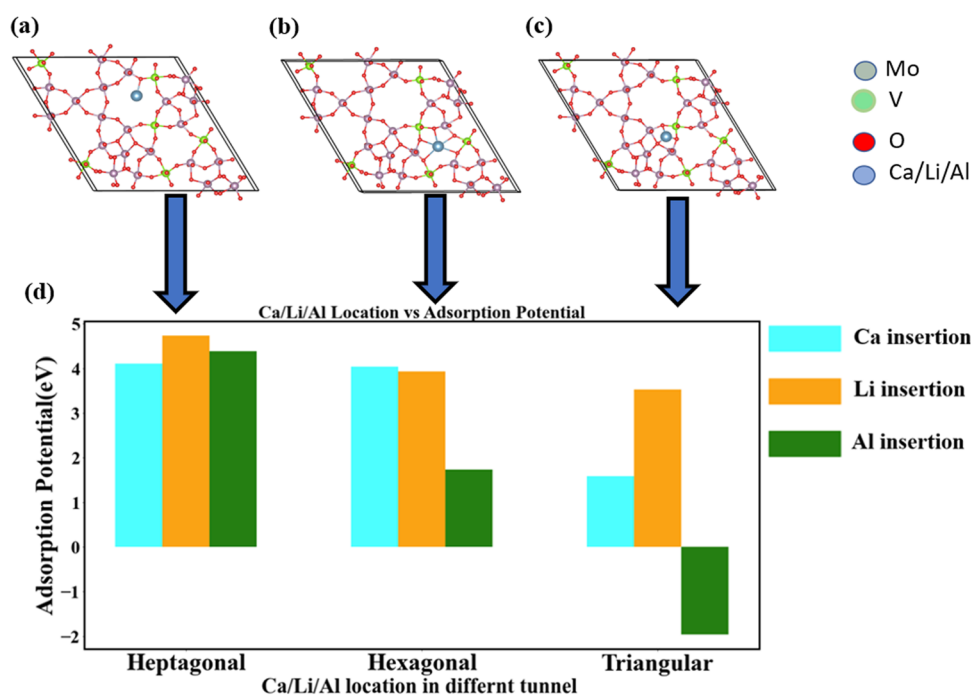 (a)
(b)
(c)
Mo
V
O
Ca/Li/Al
(d)
Ca/Li/Al Location vs Adsorption Potential
Adsorption Potential(eV)
5
4
3
2
1
0
−1
−2
Heptagonal
Hexagonal
Triangular
Ca/Li/Al location in differnt tunnel
Ca insertion
Li insertion
Al insertion